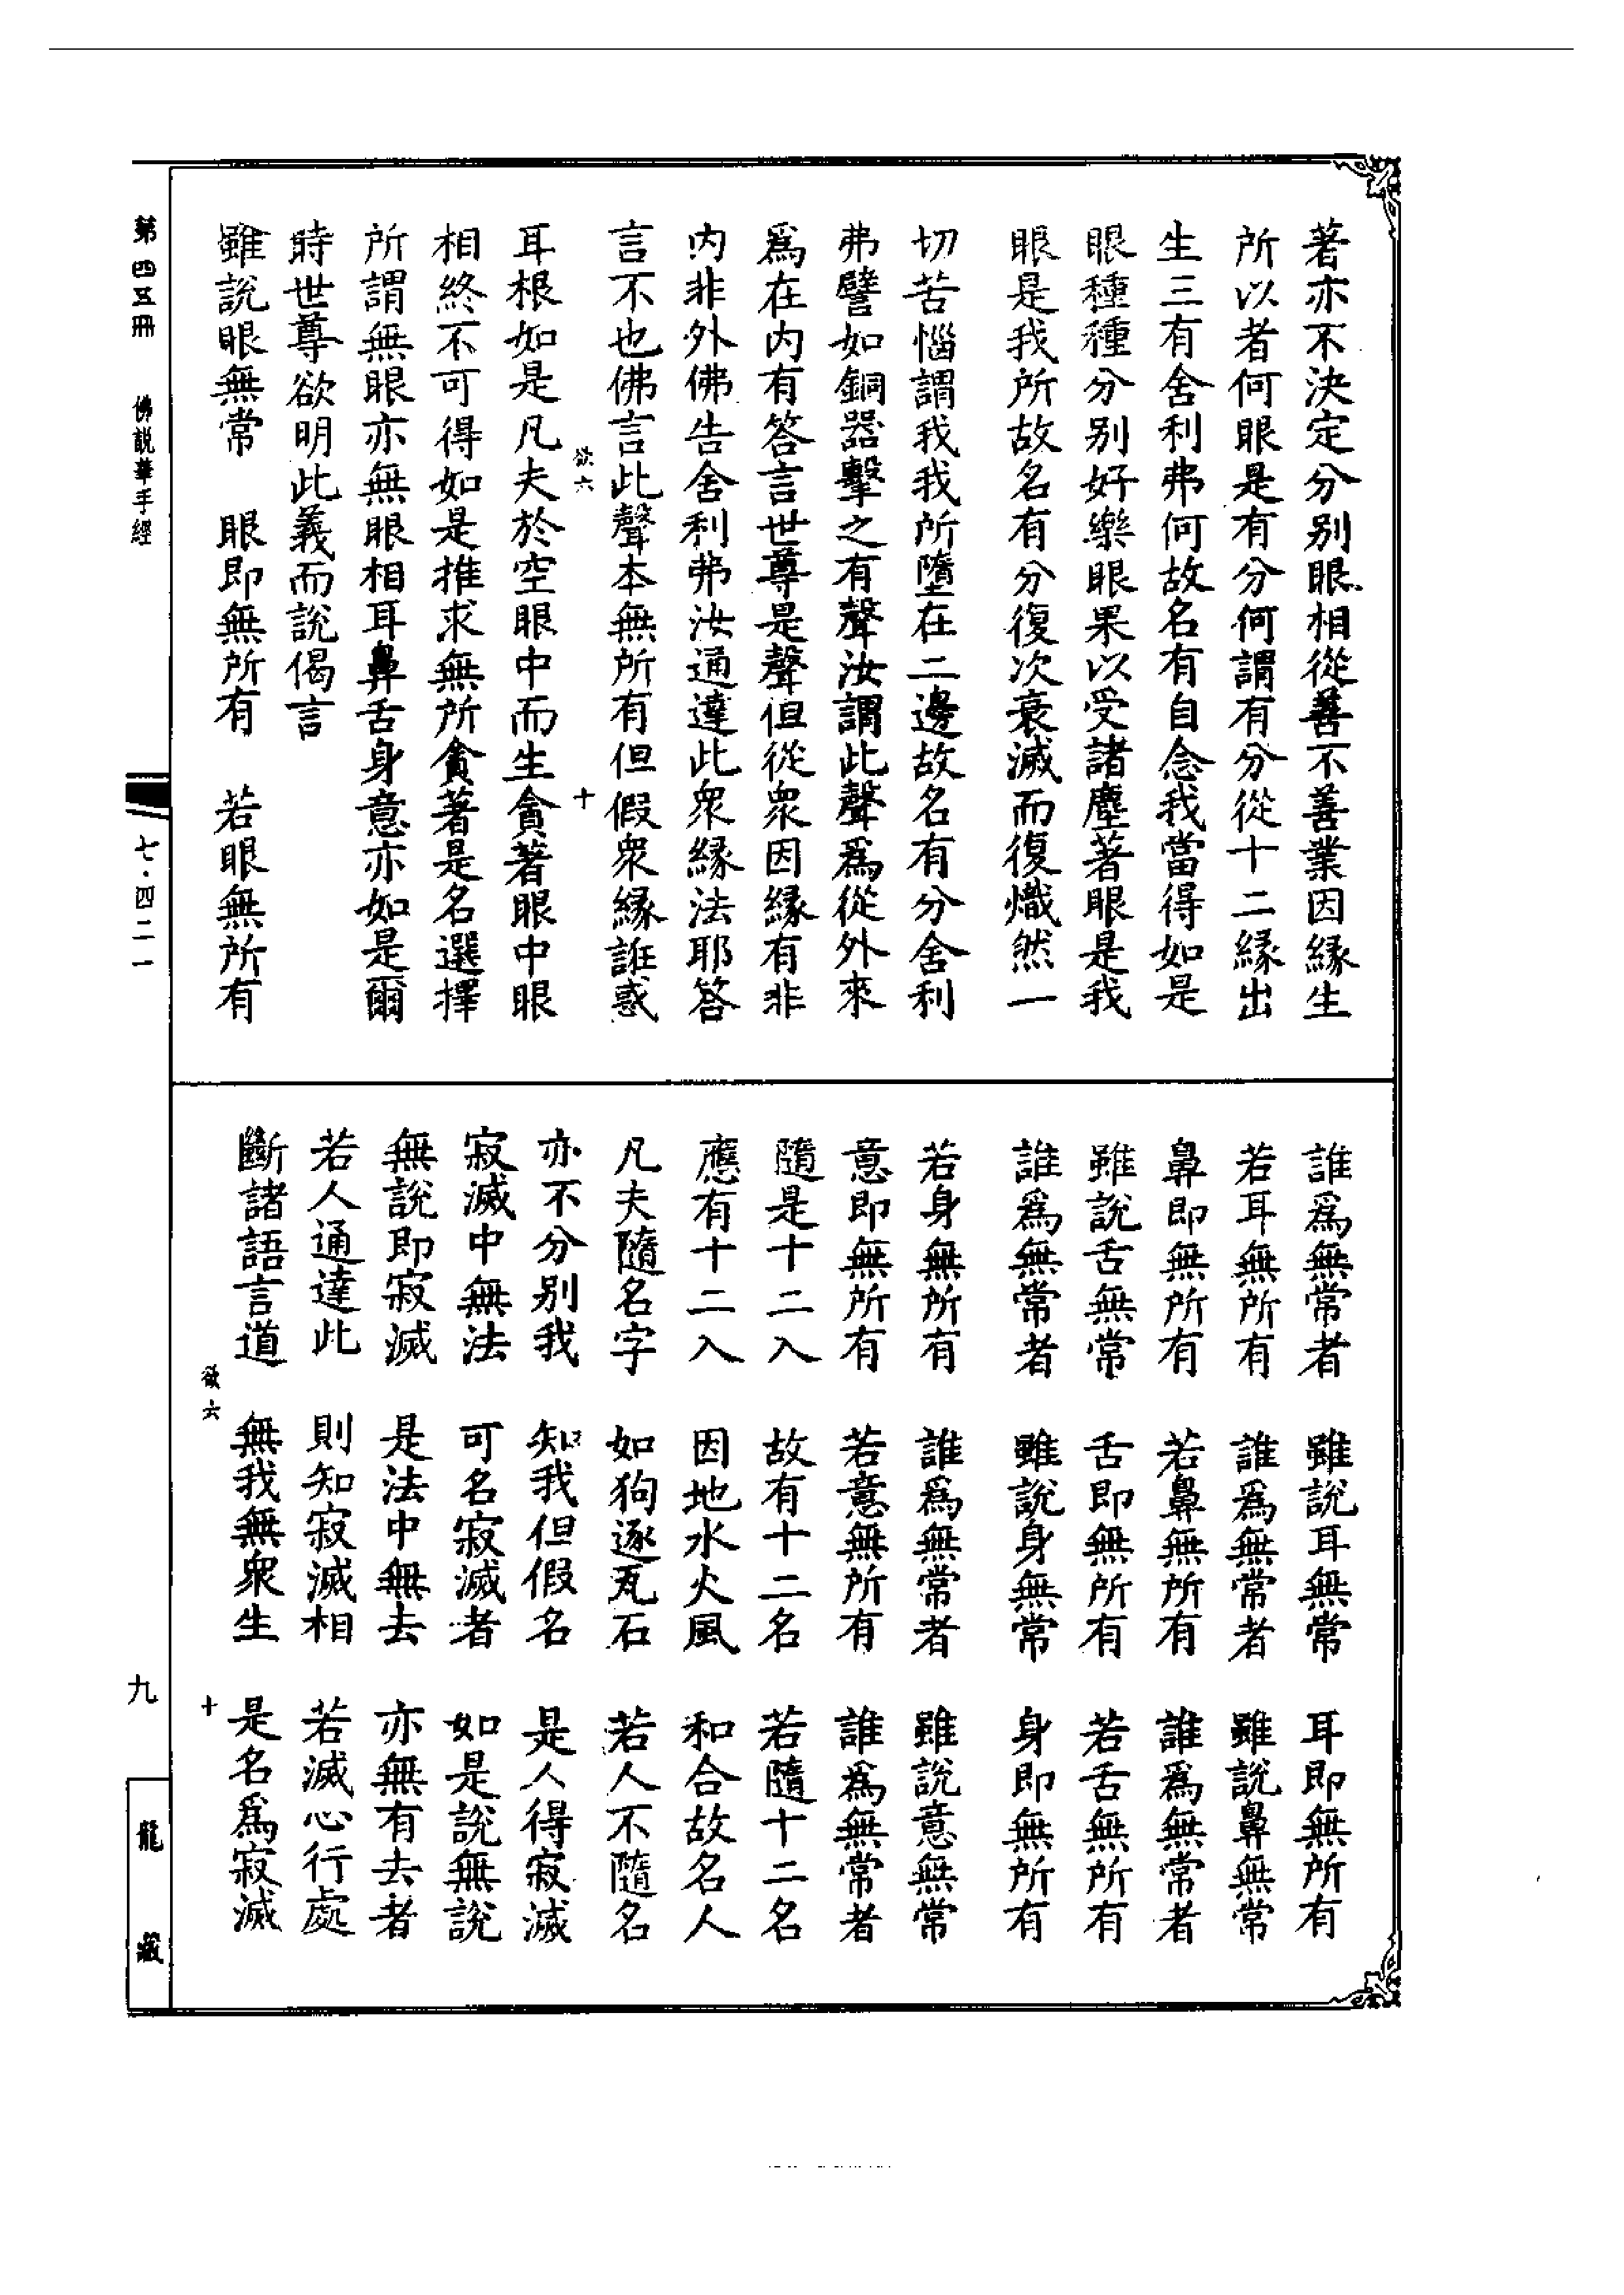 著亦不決定分別眼相從善不善業因緣生
所以者何眼是有分何謂有分從十二緣出
生三有舍利弗何故名有自念我當得如是
眼種種分別好樂眼果以受諸塵著眼是我
眼是我所故名有分復次衰滅而復熾然一
切苦惱謂我我所墮在二邊故名有分舍利
弗譬如銅器擊之有聲汝謂此聲爲從外來
爲在内有答言世尊是聲但從衆因緣有非
内非外佛告舍利弗汝通達此衆緣法耶答
言不也佛言此聲本無所有但假衆緣誑惑
欲六 十
耳根如是凡夫於空眼中而生貪著眼中眼
相終不可得如是推求無所貪著是名選擇
所謂無眼亦無眼相耳鼻舌身意亦如是爾
時世尊欲明此義而說偈言
雖說眼無常 眼即無所有 若眼無所有
誰爲無常者 雖說耳無常 耳即無所有
若耳無所有 誰爲無常者 雖說鼻無常
鼻即無所有 若鼻無所有 誰爲無常者
雖說舌無常 舌即無所有 若舌無所有
誰爲無常者 雖說身無常 身即無所有
若身無所有 誰爲無常者 雖說意無常
意即無所有 若意無所有 誰爲無常者
隨是十二入 故有十二名 若隨十二名
應有十二入 因地水火風 和合故名人
凡夫隨名字 如狗逐瓦石 若人不隨名
亦不分別我 知我但假名 是人得寂滅
寂滅中無法 可名寂滅者 如是說無說
無說即寂滅 是法中無去 亦無有去者
若人通達此 則知寂滅相 若滅心行處
斷諸語言道 無我無衆生 是名爲寂滅
欲六 十
第四五冊 佛說華手經
七·四二一
九
龍藏